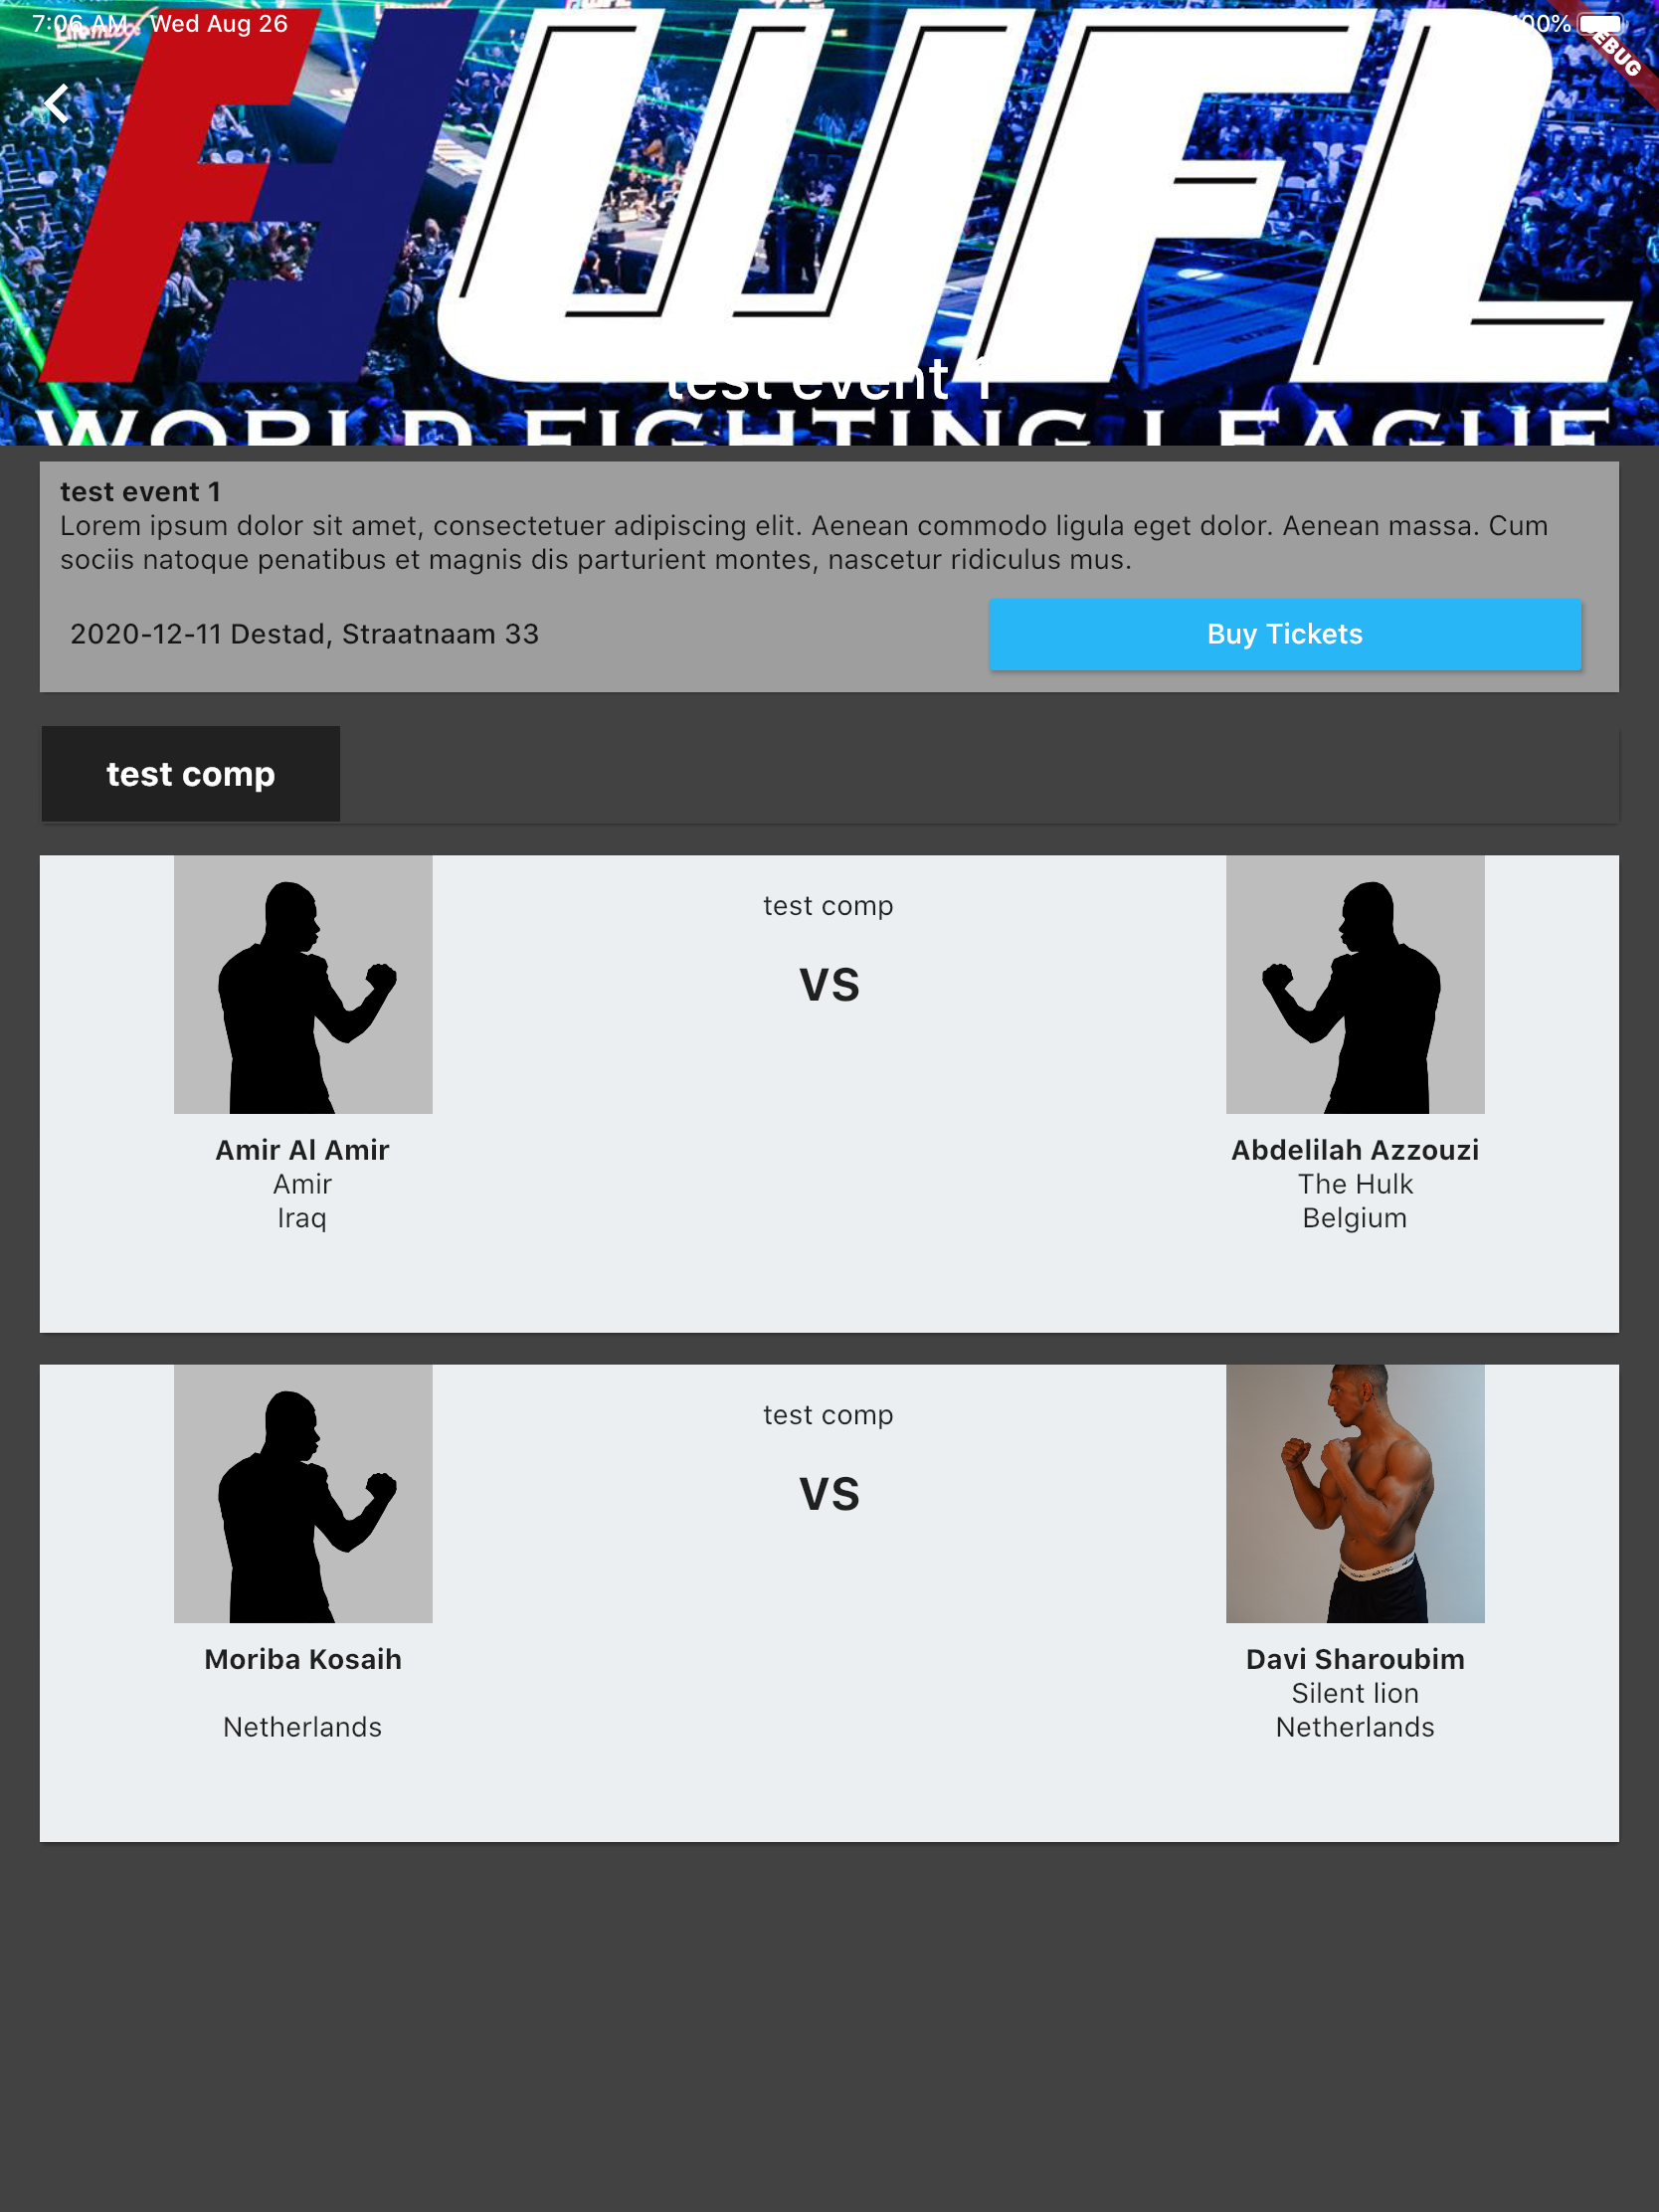 7:06 AM Wed Aug 26
WFL
test event 1
WORLD FIGHTING LEAGUE
test event 1
Lorem ipsum dolor sit amet, consectetuer adipiscing elit. Aenean commodo ligula eget dolor. Aenean massa. Cum
sociis natoque penatibus et magnis dis parturient montes, nascetur ridiculus mus.
2020-12-11 Destad, Straatnaam 33
Buy Tickets
test comp
test comp
VS
Amir Al Amir
Amir
Iraq
Abdelilah Azzouzi
The Hulk
Belgium
test comp
VS
Moriba Kosaih
Netherlands
Davi Sharoubim
Silent lion
Netherlands